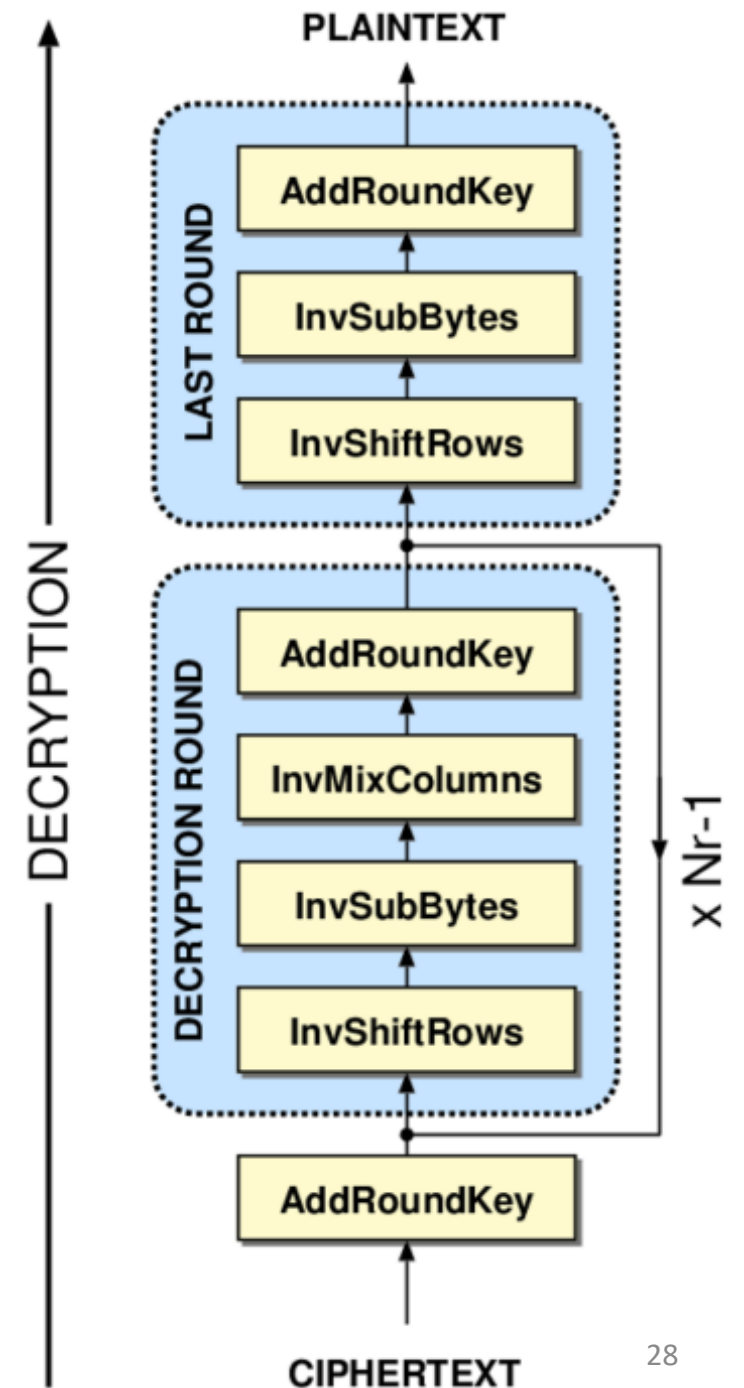 PLAINTEXT
AddRoundKey
InvSubBytes
InvShiftRows
LAST ROUND
DECRYPTION
AddRoundKey
InvMixColumns
InvSubBytes
InvShiftRows
DECRYPTION ROUND
x Nr-1
AddRoundKey
CIPHERTEXT
28